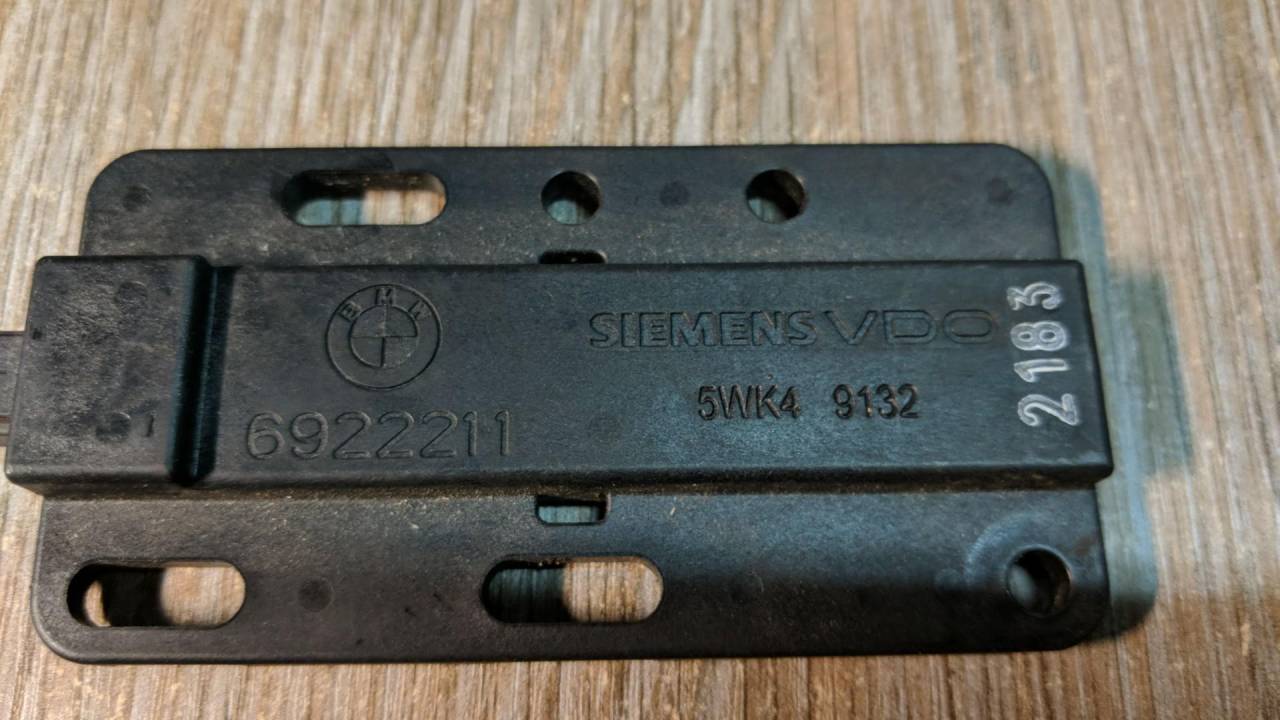 BMW
SIEMENS VDO
5WK4 9132
6922211
2183